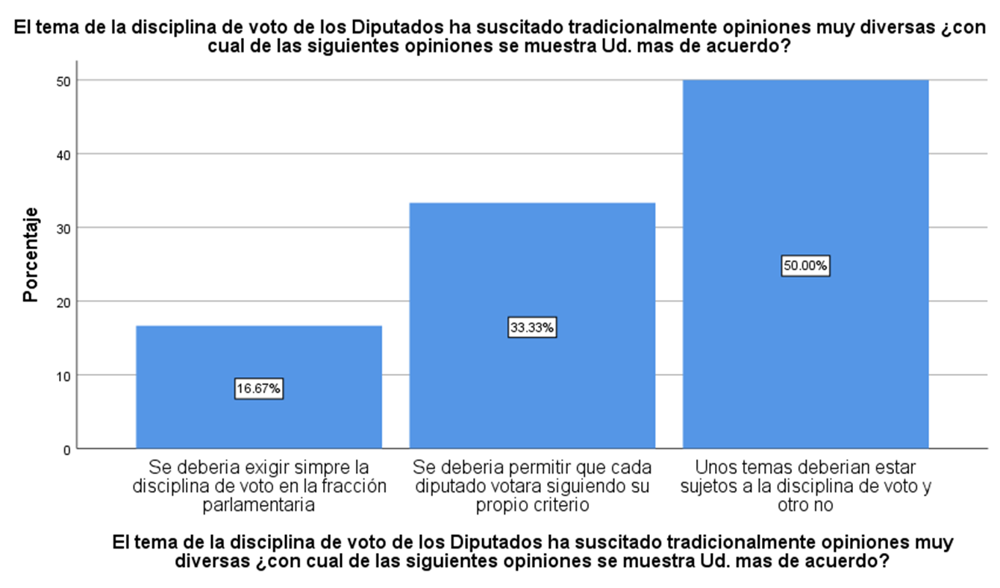 El tema de la disciplina de voto de los Diputados ha suscitado tradicionalmente opiniones muy diversas ¿con
cual de las siguientes opiniones se muestra Ud. mas de acuerdo?
Porcentaje
50
40
30
20
10
0
16.67%
33.33%
50.00%
Se deberia exigir simpre la
disciplina de voto en la fracción
parlamentaria
Se deberia permitir que cada
diputado votara siguiendo su
propio criterio
Unos temas deberian estar
sujetos a la disciplina de voto y
otro no
El tema de la disciplina de voto de los Diputados ha suscitado tradicionalmente opiniones muy
diversas ¿con cual de las siguientes opiniones se muestra Ud. mas de acuerdo?